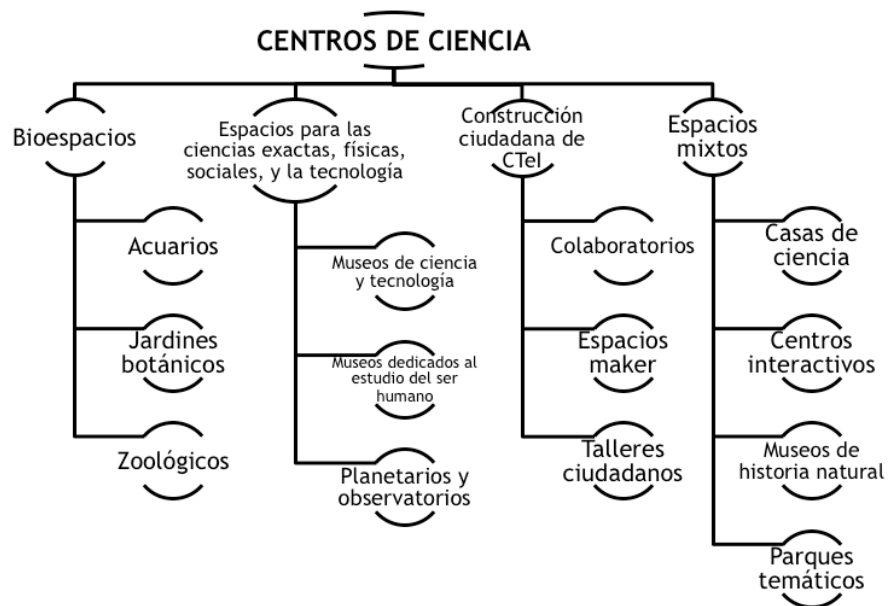 CENTROS DE CIENCIA
Bioespacios
Acuarios
Jardines
botánicos
Zoológicos
Espacios para las
ciencias exactas, físicas,
sociales, y la tecnología
Museos de ciencia
y tecnología
Museos dedicados al
estudio del ser
humano
Planetarios y
observatorios
Construcción
ciudadana de
CTeI
Colaboratorios
Espacios
maker
Talleres
ciudadanos
Espacios
mixtos
Casas de
ciencia
Centros
interactivos
Museos de
historia natural
Parques
temáticos